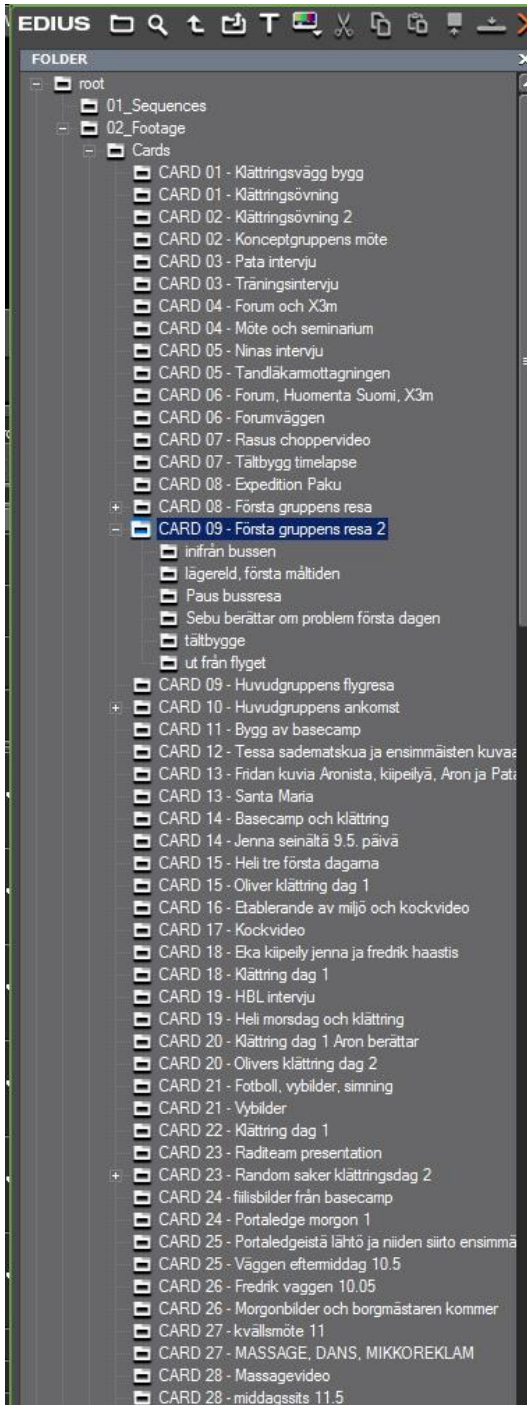 EDIUS
FOLDER
root
01_Sequences
02_Footage
Cards
CARD 01 - Klättringsvägg bygg
CARD 01 - Klättringsövning
CARD 02 - Klättringsövning 2
CARD 02 - Konceptgruppens möte
CARD 03 - Pata intervju
CARD 03 - Träningsintervju
CARD 04 - Forum och X3m
CARD 04 - Möte och seminarium
CARD 05 - Ninas intervju
CARD 05 - Tandläkarmottagningen
CARD 06 - Forum, Huomenta Suomi, X3m
CARD 06 - Forumväggen
CARD 07 - Rasus choppervideo
CARD 07 - Tältbygg timelapse
CARD 08 - Expedition Paku
CARD 08 - Första gruppens resa
CARD 09 - Första gruppens resa 2
inifrån bussen
lägereld, första måltiden
Paus bussresa
Sebu berättar om problem första dagen
tältbygge
ut från flyget
CARD 09 - Huvudgruppens flygresa
CARD 10 - Huvudgruppens ankomst
CARD 11 - Bygg av basecamp
CARD 12 - Tessa sadematskua ja ensimmäisten kuvaa
CARD 13 - Fridan kuvia Aronista, kiipeilyä, Aron ja Pata
CARD 13 - Santa Maria
CARD 14 - Basecamp och klättring
CARD 14 - Jenna seinältä 9.5. päivä
CARD 15 - Heli tre första dagarna
CARD 15 - Oliver klättring dag 1
CARD 16 - Etablerande av miljö och kockvideo
CARD 17 - Kockvideo
CARD 18 - Eka kiipeily jenna ja fredrik haastis
CARD 18 - Klättring dag 1
CARD 19 - HBL intervju
CARD 19 - Heli morsdag och klättring
CARD 20 - Klättring dag 1 Aron berättar
CARD 20 - Olivers klättring dag 2
CARD 21 - Fotboll, vybilder, simning
CARD 21 - Vybilder
CARD 22 - Klättring dag 1
CARD 23 - Raditeam presentation
CARD 23 - Random saker klättringsdag 2
CARD 24 - fiilisbilder från basecamp
CARD 24 - Portaledge morgon 1
CARD 25 - Portaledgeistä lähtö ja niiden siirto ensimmä
CARD 25 - Väggen eftermiddag 10.5
CARD 26 - Fredrik vaggen 10.05
CARD 26 - Morgonbilder och borgmästaren kommer
CARD 27 - kvällsmöte 11
CARD 27 - MASSAGE, DANS, MIKKOREKLAM
CARD 28 - Massagevideo
CARD 28 - middagssits 11.5